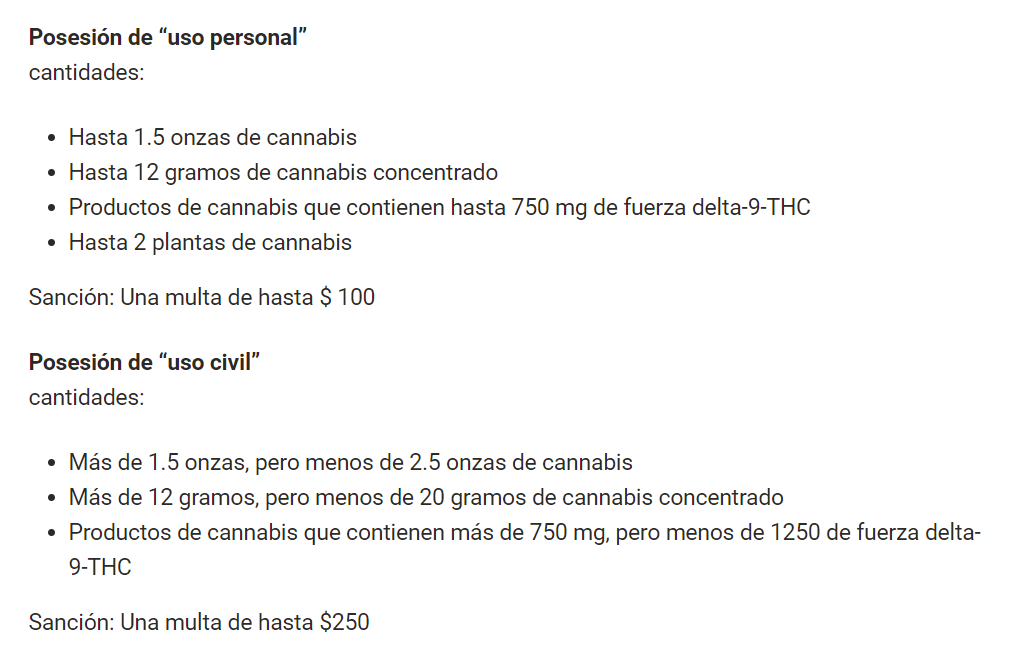 Posesión de “uso personal”
cantidades:
• Hasta 1.5 onzas de cannabis
• Hasta 12 gramos de cannabis concentrado
• Productos de cannabis que contienen hasta 750 mg de fuerza delta-9-THC
• Hasta 2 plantas de cannabis
Sanción: Una multa de hasta $ 100
Posesión de “uso civil”
cantidades:
• Más de 1.5 onzas, pero menos de 2.5 onzas de cannabis
• Más de 12 gramos, pero menos de 20 gramos de cannabis concentrado
• Productos de cannabis que contienen más de 750 mg, pero menos de 1250 de fuerza delta-
9-THC
Sanción: Una multa de hasta $250